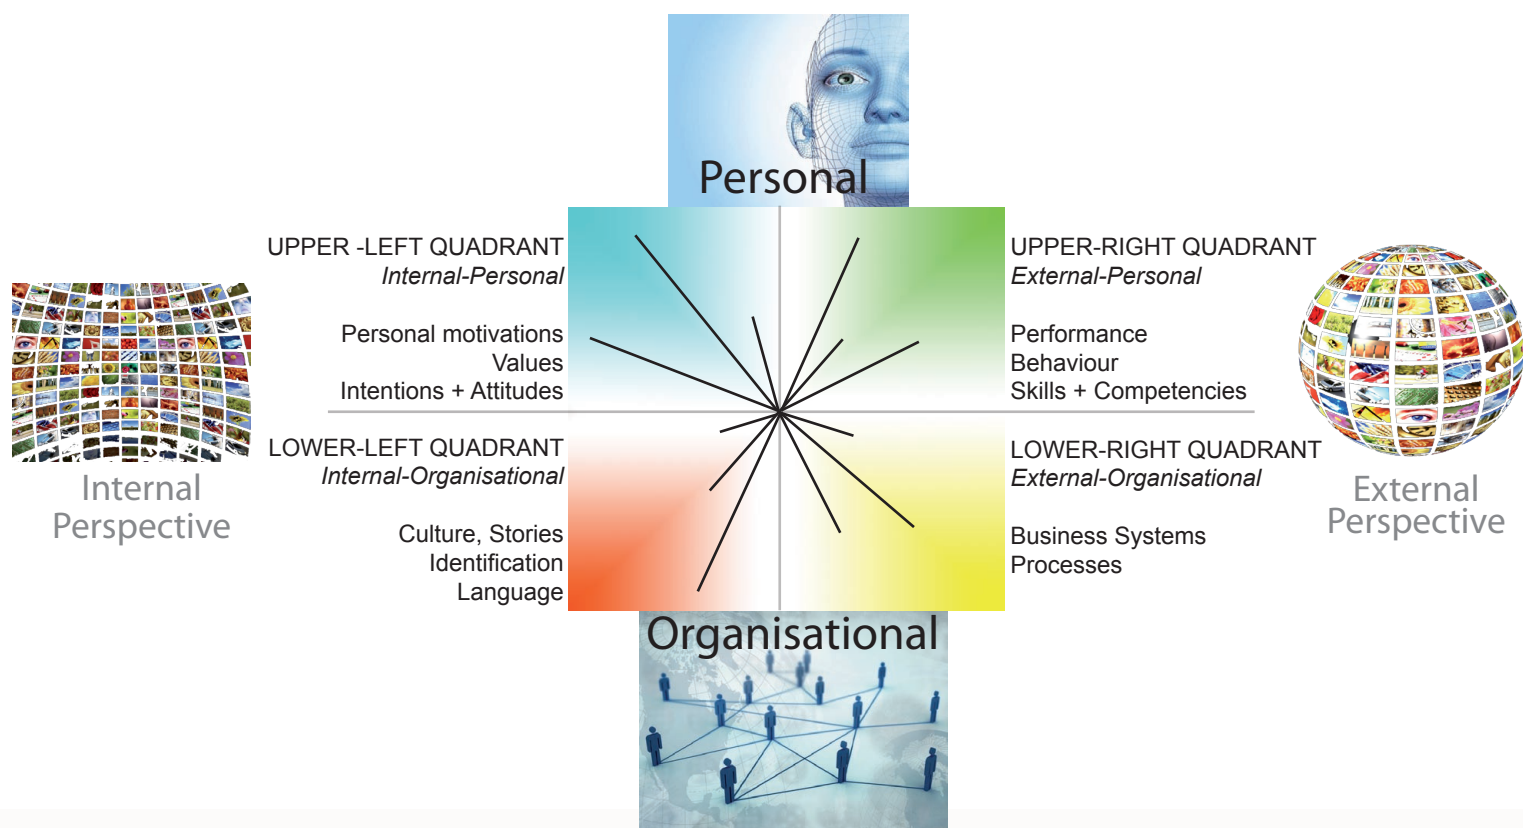 Personal
UPPER -LEFT QUADRANT
Internal-Personal
Personal motivations
Values
Intentions + Attitudes
UPPER-RIGHT QUADRANT
External-Personal
Performance
Behaviour
Skills + Competencies
Internal
Perspective
LOWER-LEFT QUADRANT
Internal-Organisational
Culture, Stories
Identification
Language
LOWER-RIGHT QUADRANT
External-Organisational
Business Systems
Processes
External
Perspective
Organisational